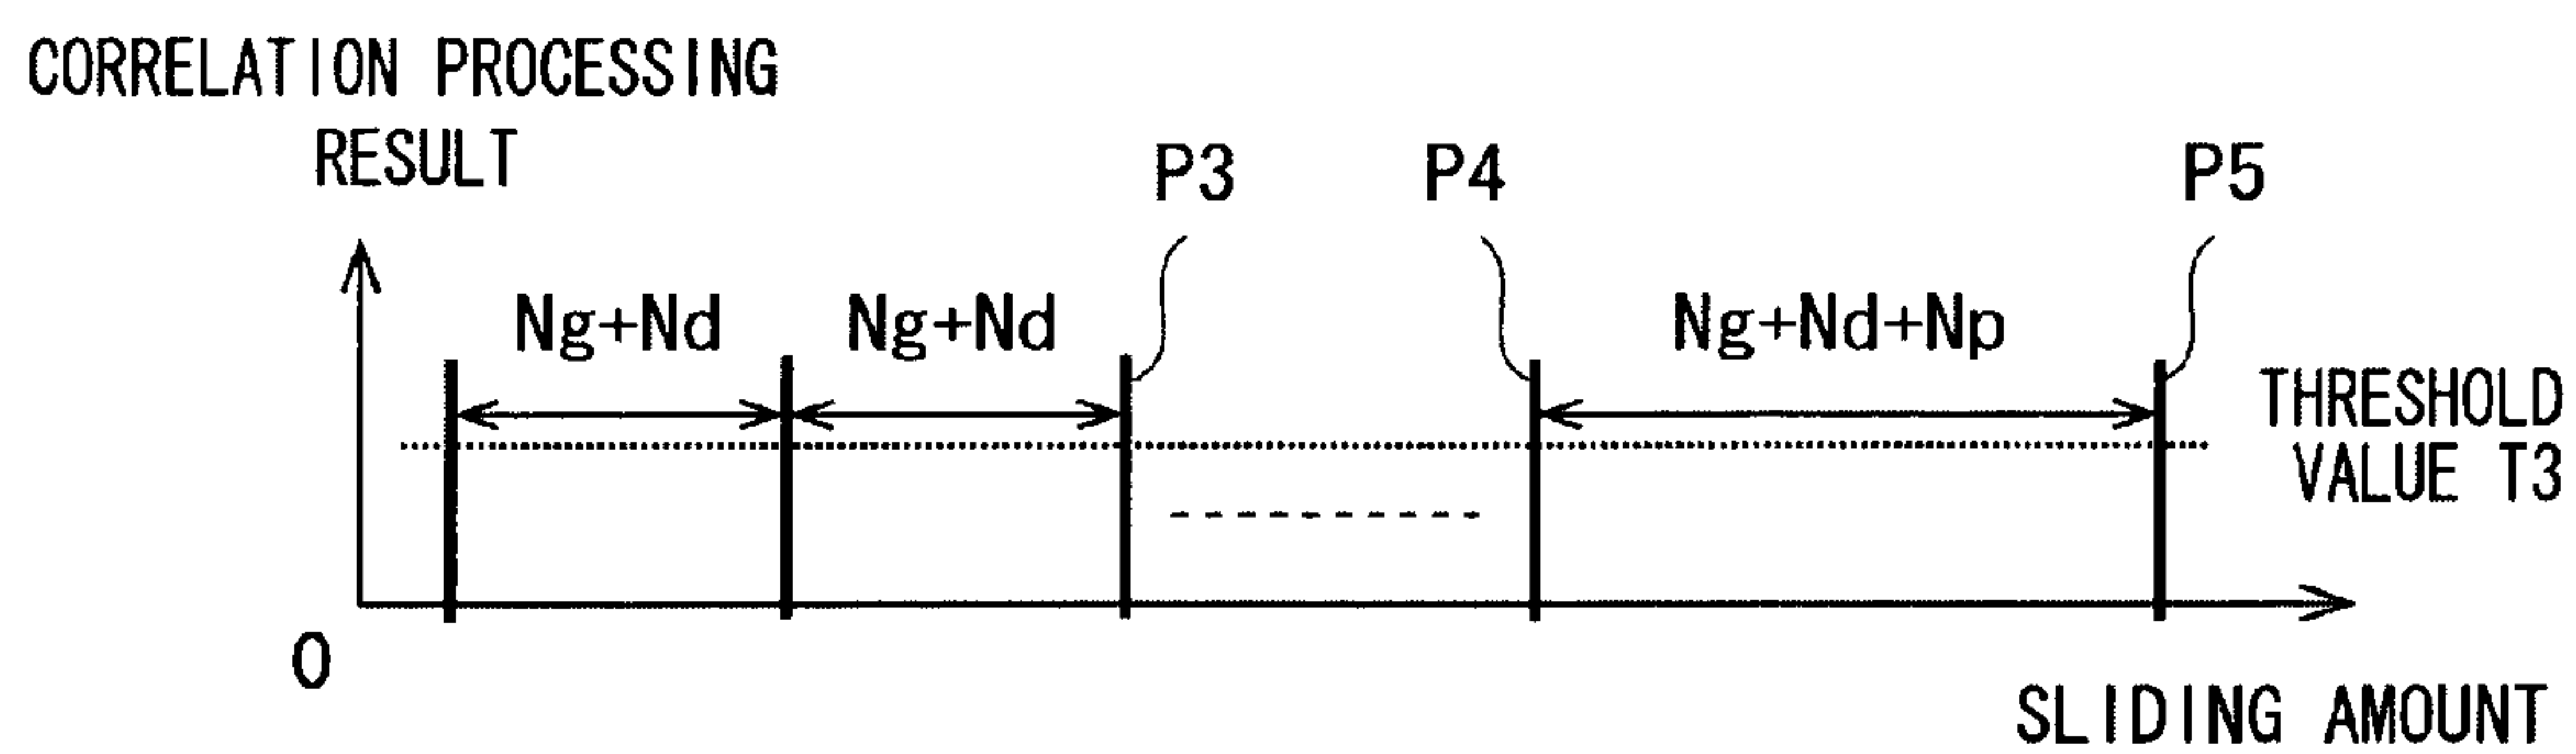 CORRELATION PROCESSING
RESULT
P3
P4
P5
Ng+Nd
Ng+Nd
Ng+Nd+Np
THRESHOLD
VALUE T3
0
SLIDING AMOUNT